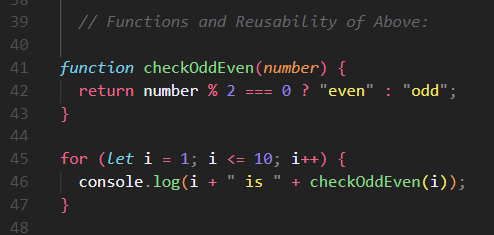 39 // Functions and Reusability of Above:
40
41 function checkOddEven(number) {
42 return number % 2 === 0 ? "even" : "odd";
43 }
44
45 for (let i = 1; i <= 10; i++) {
46 console.log(i + " is " + checkOddEven(i));
47 }
48